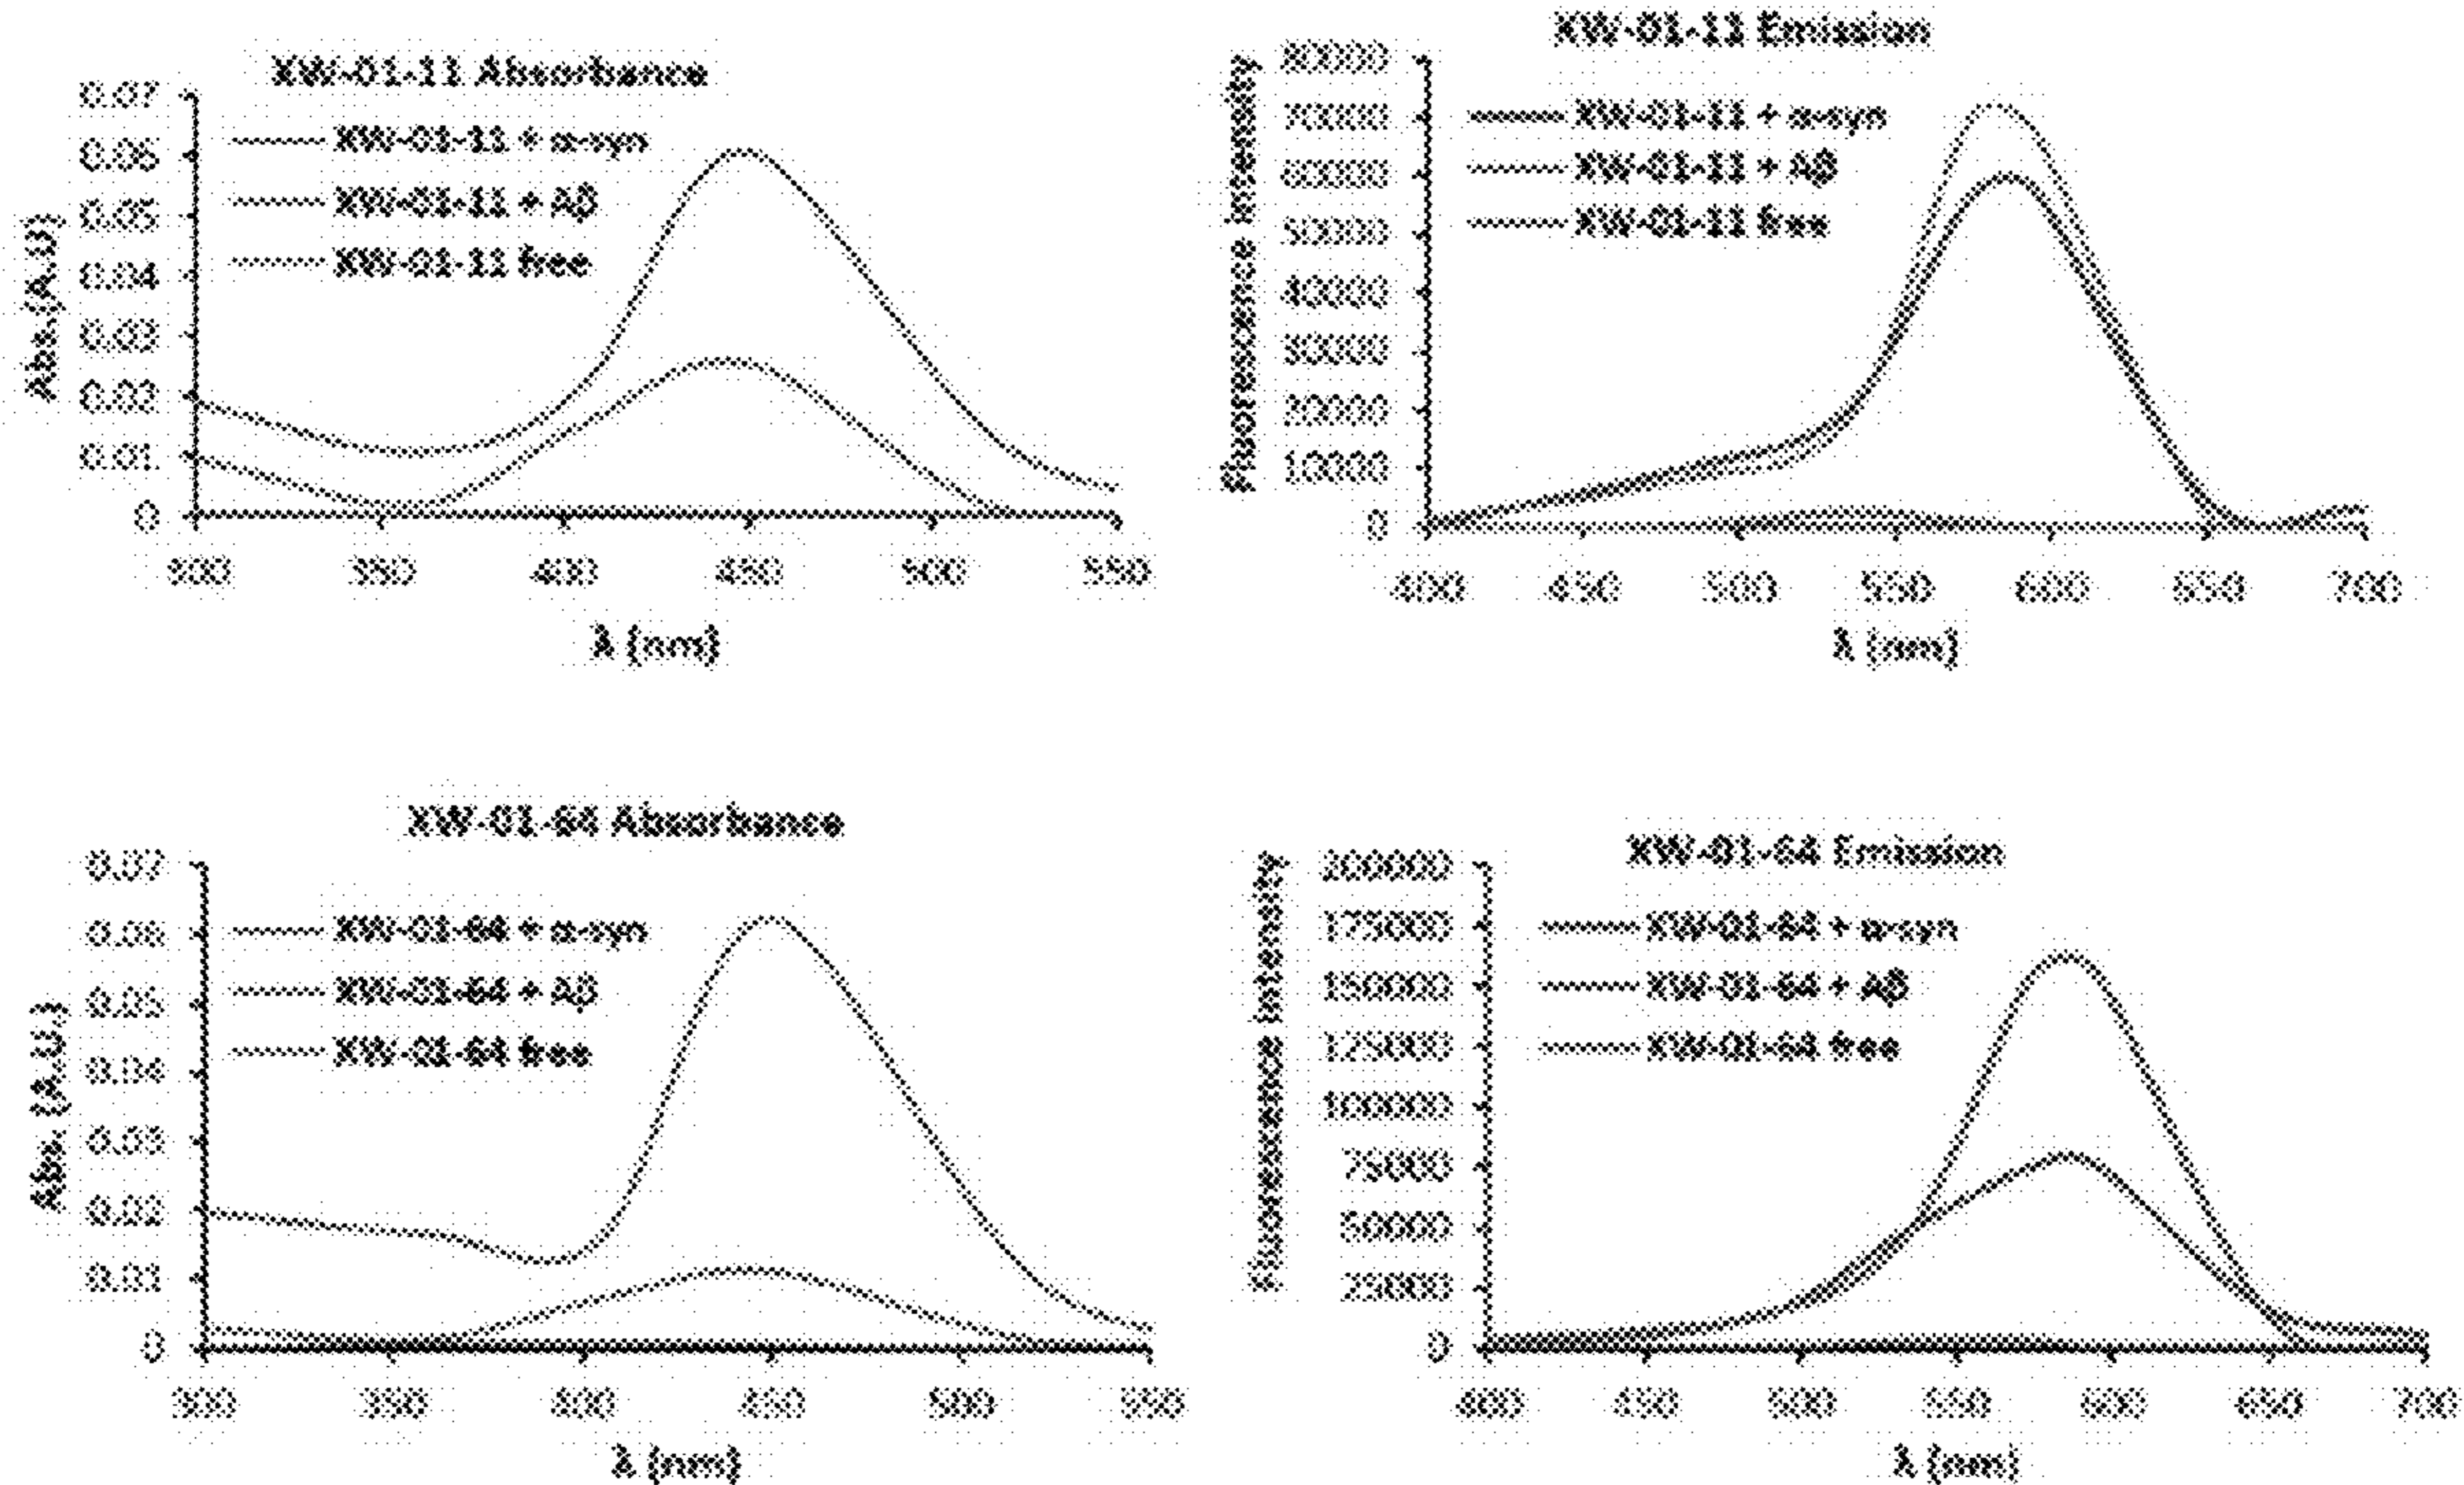 XW-01-11 Absorbance
Abs. (A.U)
0.07
0.06
0.05
0.04
0.03
0.02
0.01
0
XW-01-11 + α-syn
XW-01-11 + Aβ
XW-01-11 free
300 350 400 450 500 550
λ (nm)
XW-01-11 Emission
Fluorescence Intensity
80000
70000
60000
50000
40000
30000
20000
10000
0
XW-01-11 + α-syn
XW-01-11 + Aβ
XW-01-11 free
400 450 500 550 600 650 700
λ (nm)
XW-01-64 Absorbance
Abs. (A.U.)
0.07
0.06
0.05
0.04
0.03
0.02
0.01
0
XW-01-64 + α-syn
XW-01-64 + Aβ
XW-01-64 free
300 350 400 450 500 550
λ (nm)
XW-01-64 Emission
Fluorescence Intensity
200000
175000
150000
125000
100000
75000
50000
25000
0
XW-01-64 + α-syn
XW-01-64 + Aβ
XW-01-64 free
400 450 500 550 600 650 700
λ (nm)